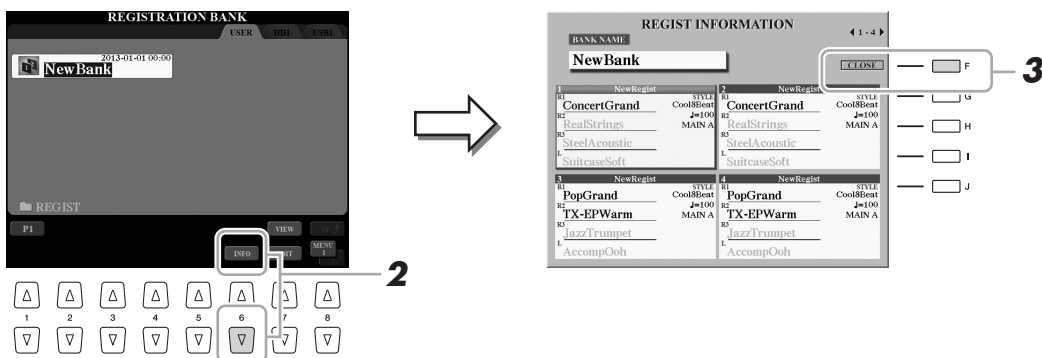 REGISTRATION BANK
USER HD1 USB1
2013-01-01 00:00
NewBank
REGIST
P1 VIEW UP
INFO EDIT MENU 1
2
2
1 2 3 4 5 6 7 8
REGIST INFORMATION
1 - 4
BANK NAME
NewBank
CLOSE
F
3
G
H
I
J
1 NewRegist
R1 STYLE
ConcertGrand Cool8Beat
R2 ♩=100
RealStrings MAIN A
R3
SteelAcoustic
L
SuitcaseSoft
2 NewRegist
R1 STYLE
ConcertGrand Cool8Beat
R2 ♩=100
RealStrings MAIN A
R3
SteelAcoustic
L
SuitcaseSoft
3 NewRegist
R1 STYLE
PopGrand Cool8Beat
R2 ♩=100
TX-EPWarm MAIN A
R3
JazzTrumpet
L
AccompOoh
4 NewRegist
R1 STYLE
PopGrand Cool8Beat
R2 ♩=100
TX-EPWarm MAIN A
R3
JazzTrumpet
L
AccompOoh